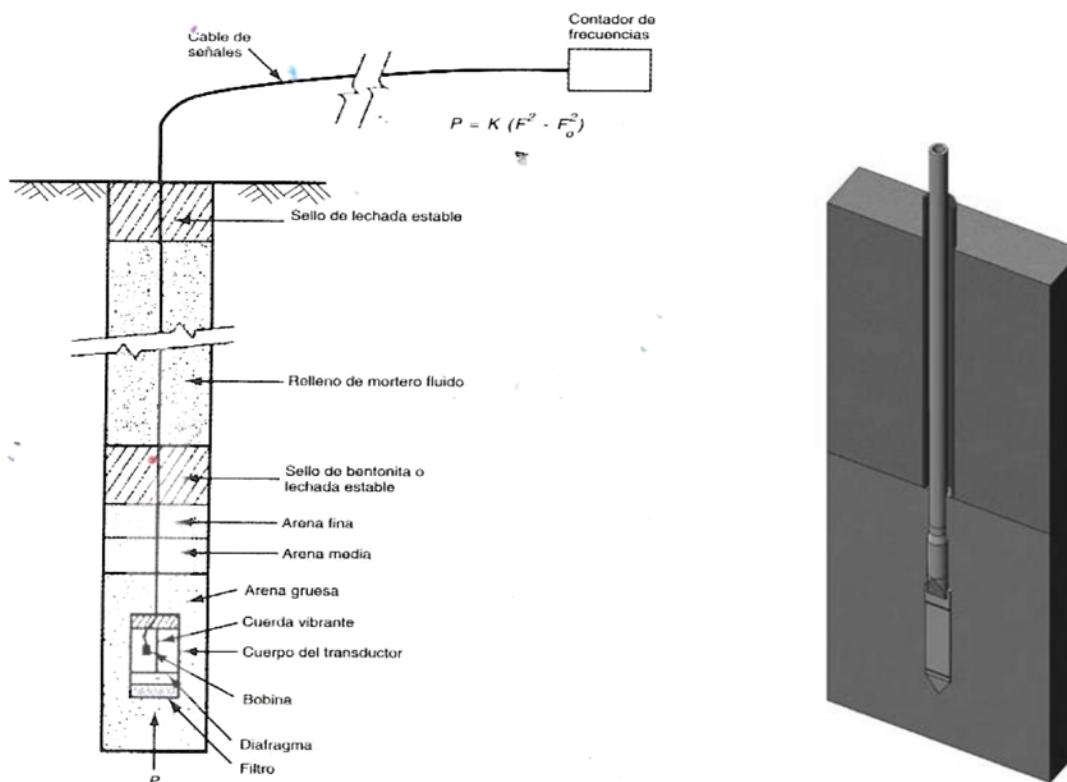 Cable de
señales
Contador de
frecuencias
P = K (F² - Fₒ²)
Sello de lechada estable
Relleno de mortero fluido
Sello de bentonita o
lechada estable
Arena fina
Arena media
Arena gruesa
Cuerda vibrante
Cuerpo del transductor
Bobina
Diafragma
Filtro
P